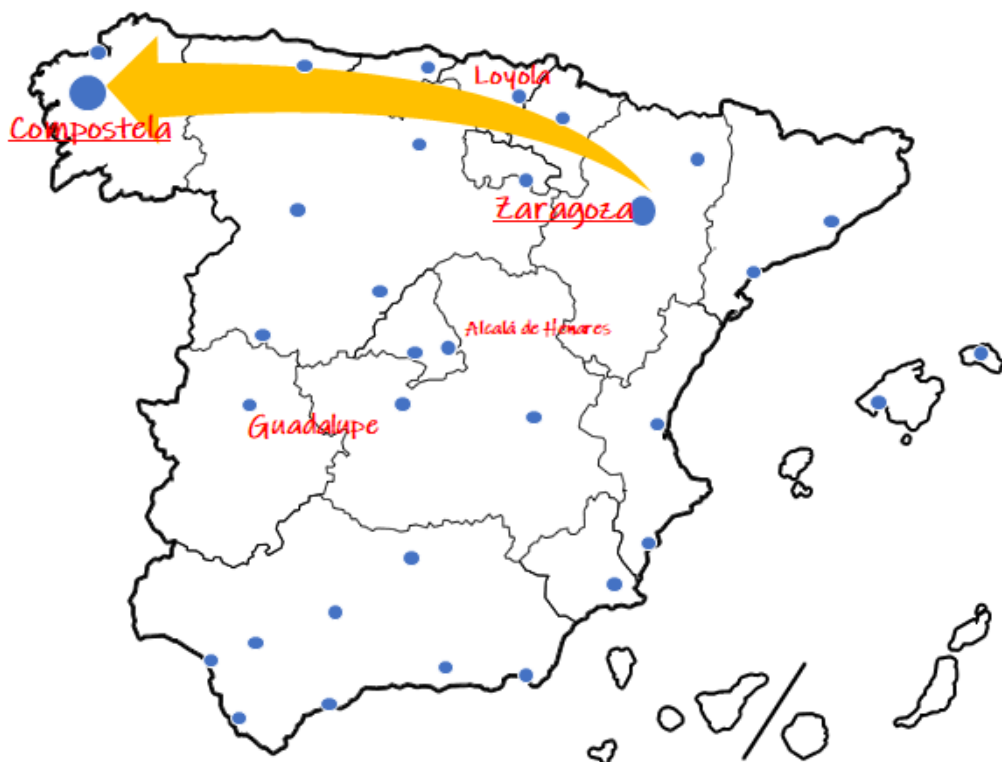 Loyola
Compostela
Zaragoza
Alcalá de Henares
Guadalupe